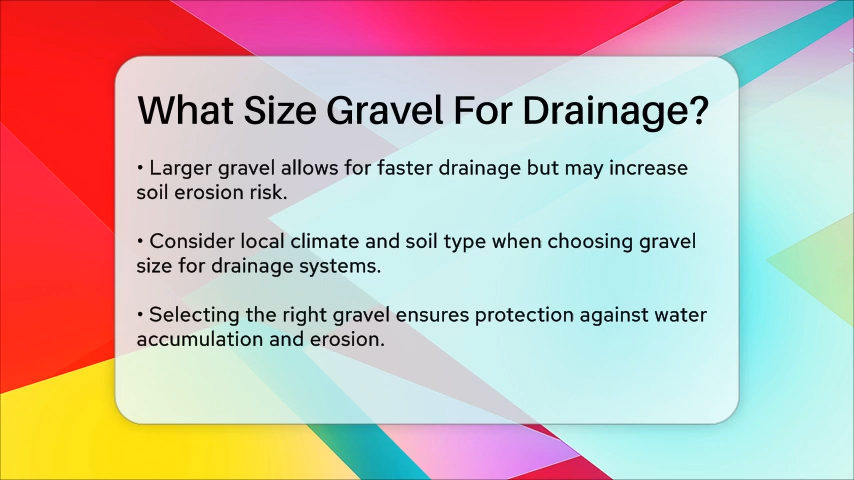 What Size Gravel For Drainage?
• Larger gravel allows for faster drainage but may increase
soil erosion risk.
• Consider local climate and soil type when choosing gravel
size for drainage systems.
• Selecting the right gravel ensures protection against water
accumulation and erosion.